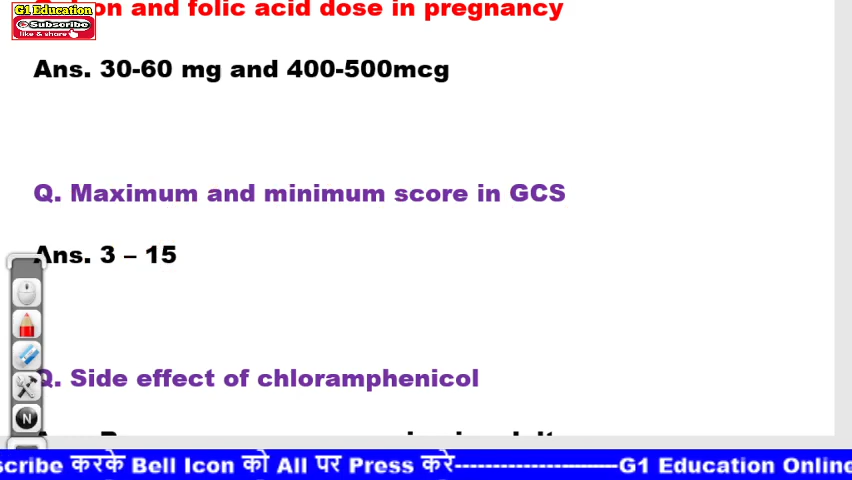 on and folic acid dose in pregnancy
G1 Education
Subscribe
like & share
Ans. 30-60 mg and 400-500mcg
Q. Maximum and minimum score in GCS
Ans. 3 – 15
Q. Side effect of chloramphenicol
N
scribe करके Bell Icon को All पर Press करे------------------------G1 Education Online